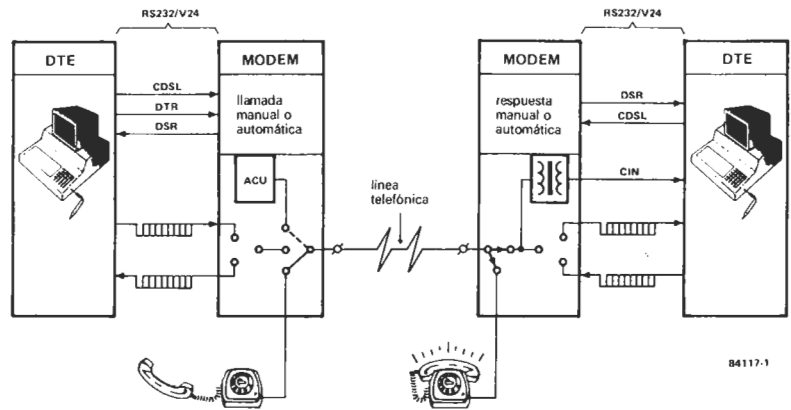 RS232/V24
RS232/V24
DTE
MODEM
MODEM
DTE
CDSL
DTR
DSR
llamada
manual o
automática
ACU
línea
telefónica
respuesta
manual o
automática
DSR
CDSL
CIN
84117-1